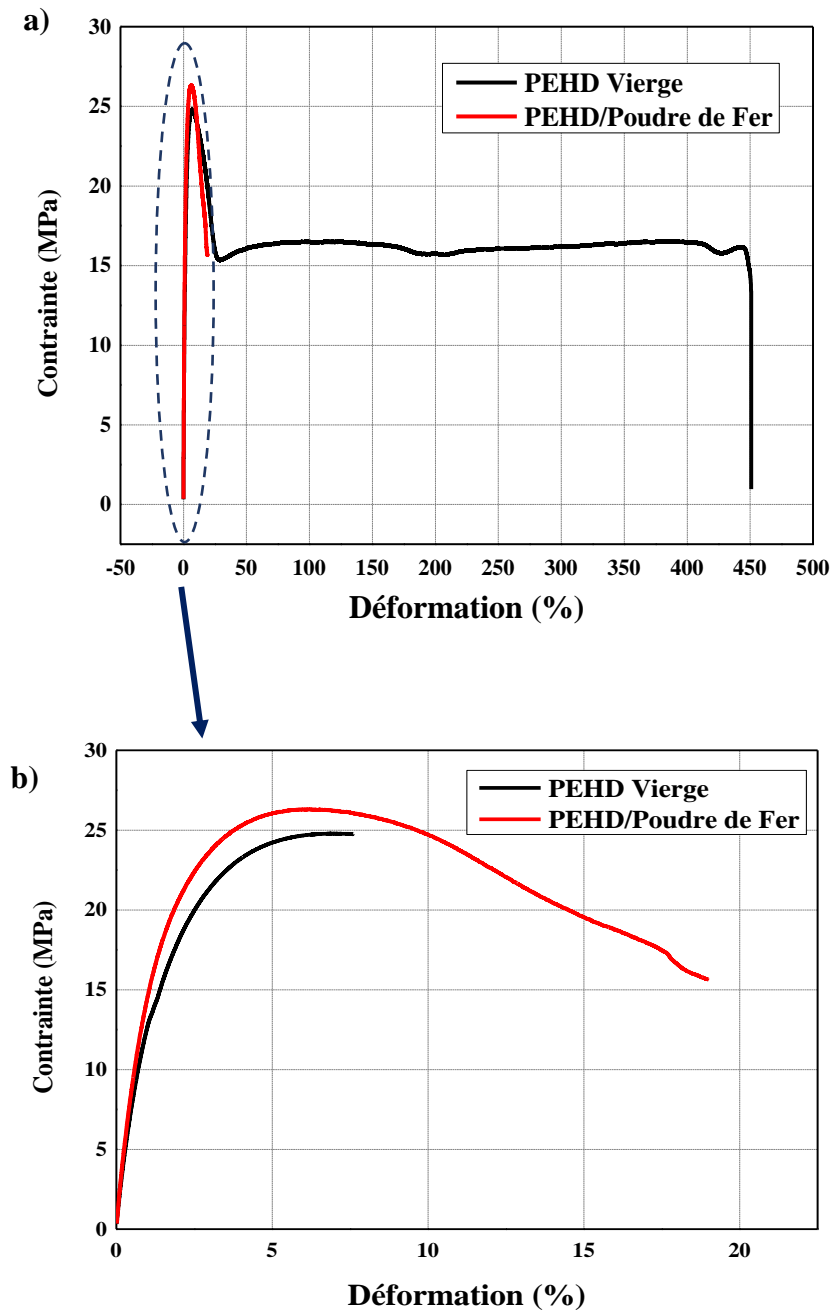 a)
30
25
20
15
10
5
0
Contrainte (MPa)
PEHD Vierge
PEHD/Poudre de Fer
-50 0 50 100 150 200 250 300 350 400 450 500
Déformation (%)
b)
30
25
20
15
10
5
0
Contrainte (MPa)
PEHD Vierge
PEHD/Poudre de Fer
0 5 10 15 20
Déformation (%)